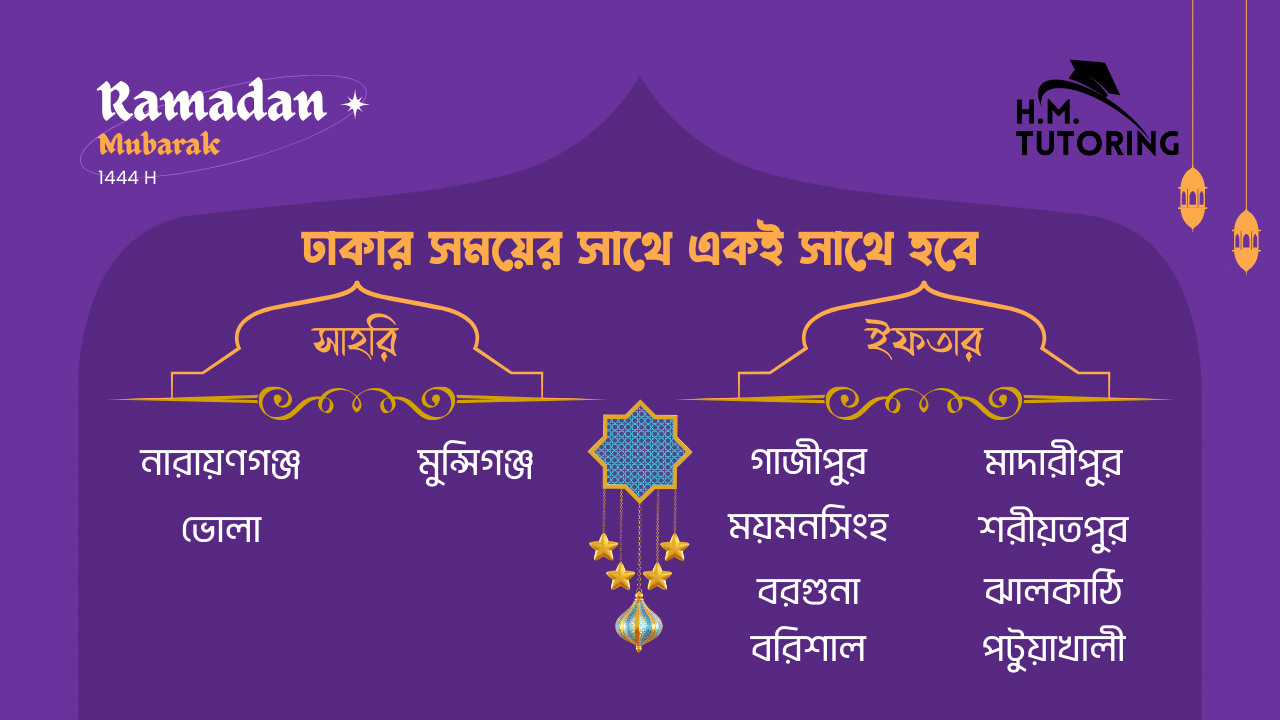 Ramadan
Mubarak
1444 H
H.M.
TUTORING
ঢাকার সময়ের সাথে একই সাথে হবে
সাহরি
নারায়ণগঞ্জ মুন্সিগঞ্জ
ভোলা
ইফতার
গাজীপুর মাদারীপুর
ময়মনসিংহ শরীয়তপুর
বরগুনা ঝালকাঠি
বরিশাল পটুয়াখালী